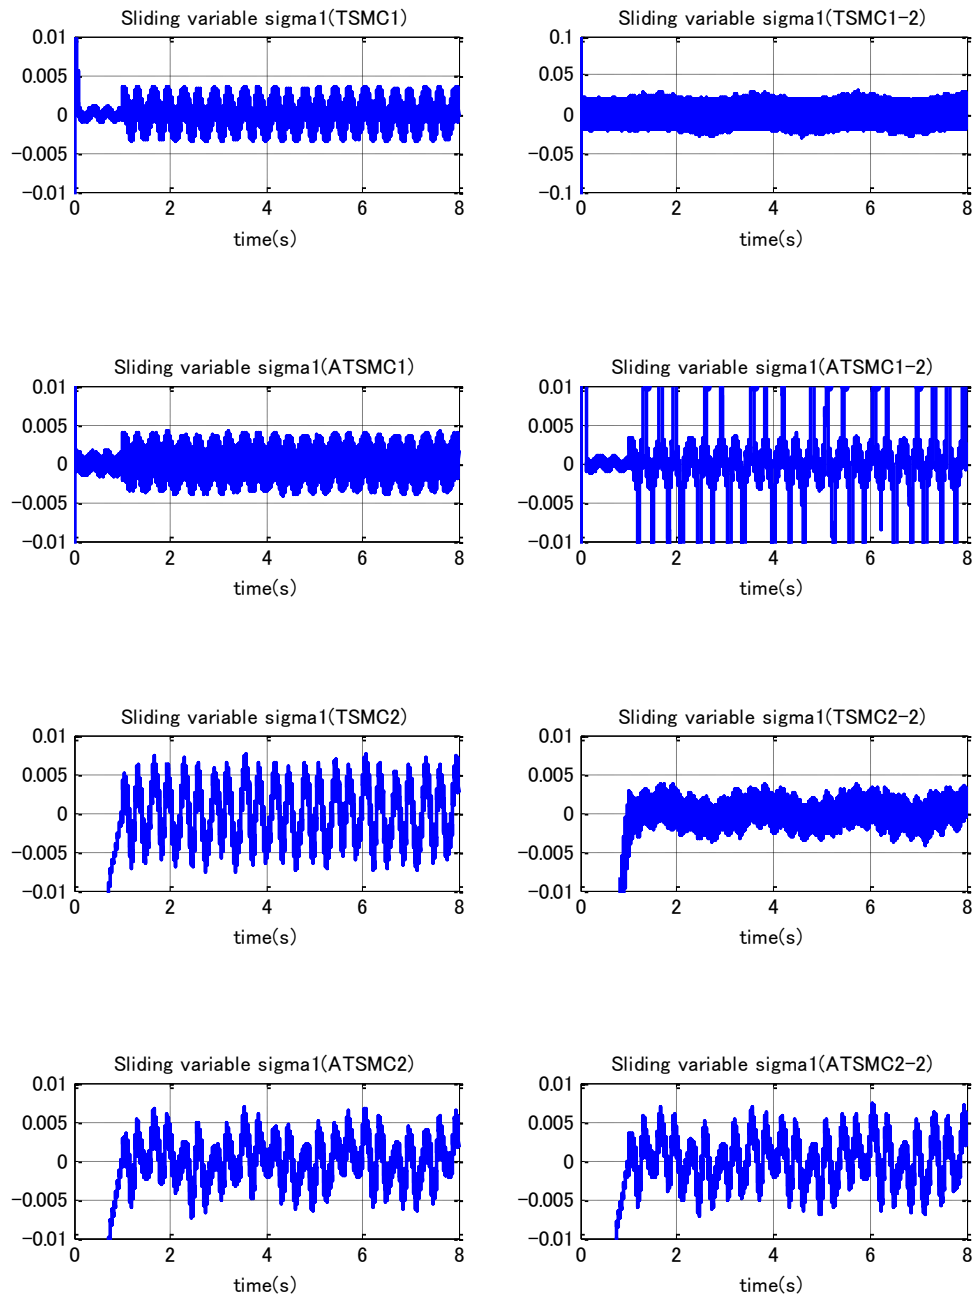 Sliding variable sigma1(TSMC1)
0.01
0.005
0
−0.005
−0.01
0 2 4 6 8
time(s)
Sliding variable sigma1(TSMC1-2)
0.1
0.05
0
−0.05
−0.1
0 2 4 6 8
time(s)
Sliding variable sigma1(ATSMC1)
0.01
0.005
0
−0.005
−0.01
0 2 4 6 8
time(s)
Sliding variable sigma1(ATSMC1-2)
0.01
0.005
0
−0.005
−0.01
0 2 4 6 8
time(s)
Sliding variable sigma1(TSMC2)
0.01
0.005
0
−0.005
−0.01
0 2 4 6 8
time(s)
Sliding variable sigma1(TSMC2-2)
0.01
0.005
0
−0.005
−0.01
0 2 4 6 8
time(s)
Sliding variable sigma1(ATSMC2)
0.01
0.005
0
−0.005
−0.01
0 2 4 6 8
time(s)
Sliding variable sigma1(ATSMC2-2)
0.01
0.005
0
−0.005
−0.01
0 2 4 6 8
time(s)